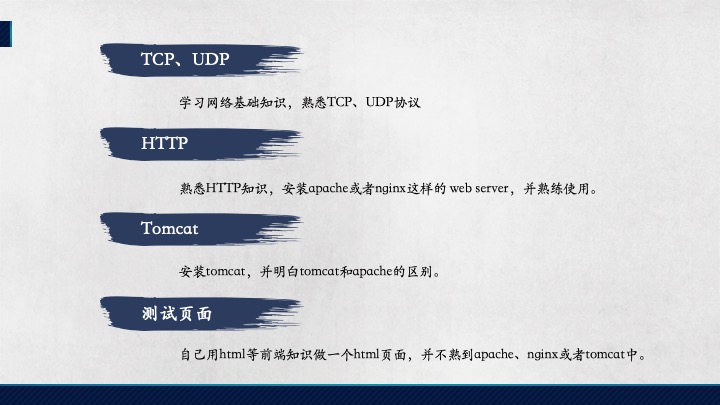 TCP、UDP
学习网络基础知识，熟悉TCP、UDP协议
HTTP
熟悉HTTP知识，安装apache或者nginx这样的 web server，并熟练使用。
Tomcat
安装tomcat，并明白tomcat和apache的区别。
测试页面
自己用html等前端知识做一个html页面，并不熟到apache、nginx或者tomcat中。